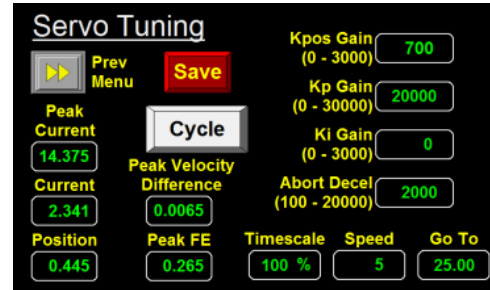 Servo Tuning
Prev
Menu
Save
Kpos Gain
(0 - 3000)
700
Kp Gain
(0 - 30000)
20000
Peak
Current
14.375
Cycle
Ki Gain
(0 - 3000)
0
Peak Velocity
Difference
0.0065
Current
2.341
Abort Decel
(100 - 20000)
2000
Position
0.445
Peak FE
0.265
Timescale
100 %
Speed
5
Go To
25.00